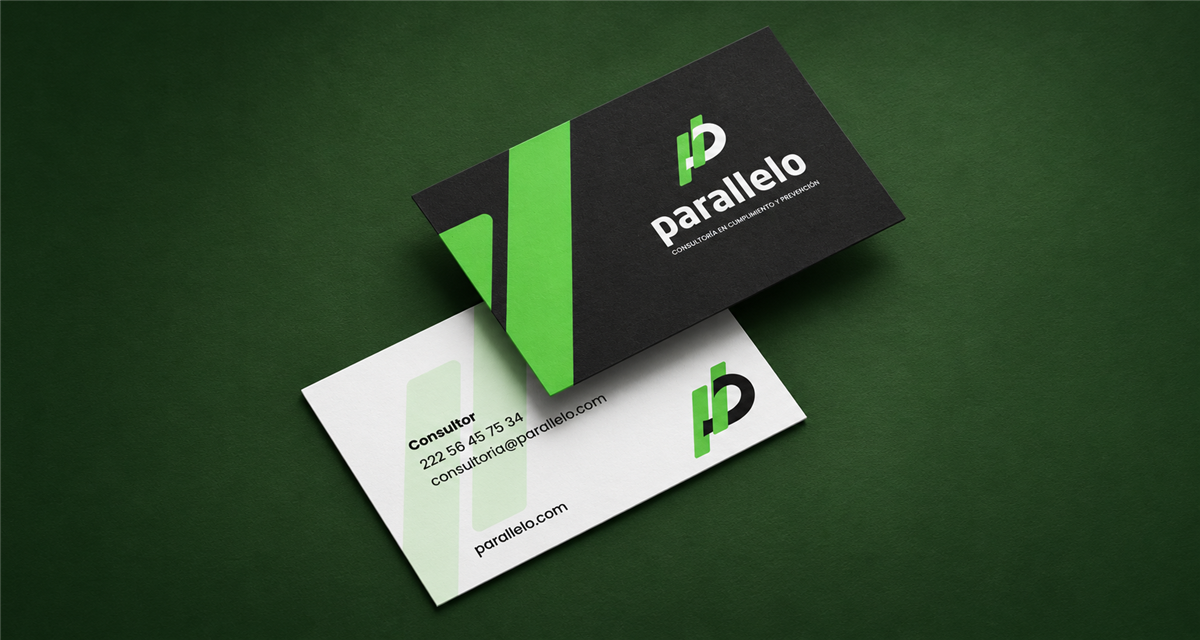 parallelo
CONSULTORÍA EN CUMPLIMIENTO Y PREVENCIÓN
Consultor
222 56 45 75 34
consultoria@parallelo.com
parallelo.com